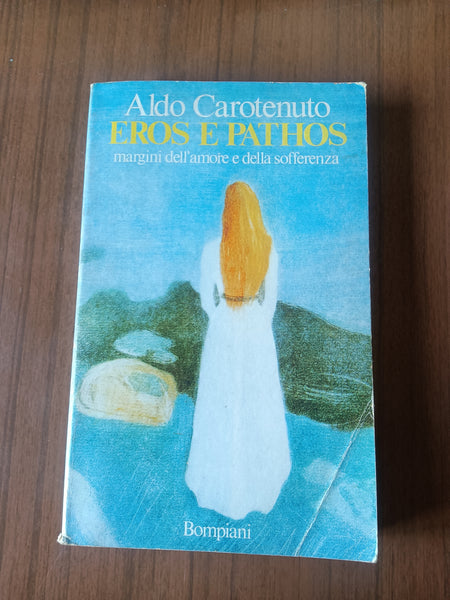 Aldo Carotenuto
EROS E PATHOS
margini dell'amore e della sofferenza
Bompiani